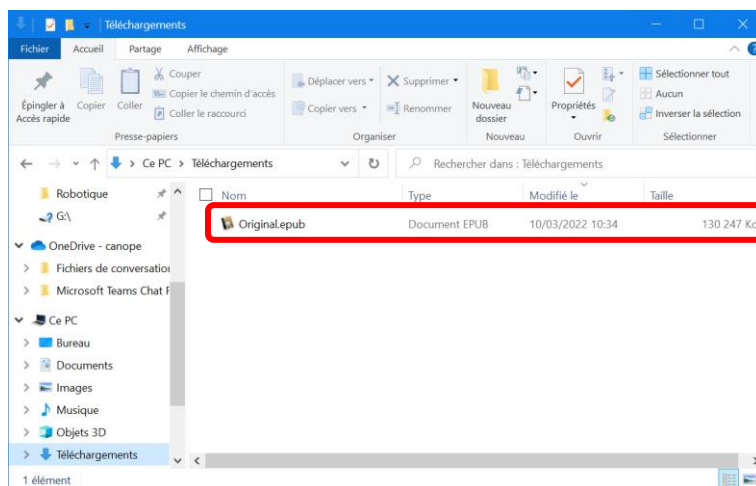 Téléchargements
Fichier Accueil Partage Affichage
Épingler à Accès rapide
Copier
Coller
Couper
Copier le chemin d'accès
Coller le raccourci
Presse-papiers
Déplacer vers
Copier vers
Supprimer
Renommer
Organiser
Nouveau dossier
Nouveau
Propriétés
Ouvrir
Sélectionner tout
Aucun
Inverser la sélection
Sélectionner
Ce PC > Téléchargements
Rechercher dans : Téléchargements
Robotique
G:\
OneDrive - canope
Fichiers de conversation
Microsoft Teams Chat F
Ce PC
Bureau
Documents
Images
Musique
Objets 3D
Téléchargements
Nom Type Modifié le Taille
Original.epub Document EPUB 10/03/2022 10:34 130 247 Ko
1 élément